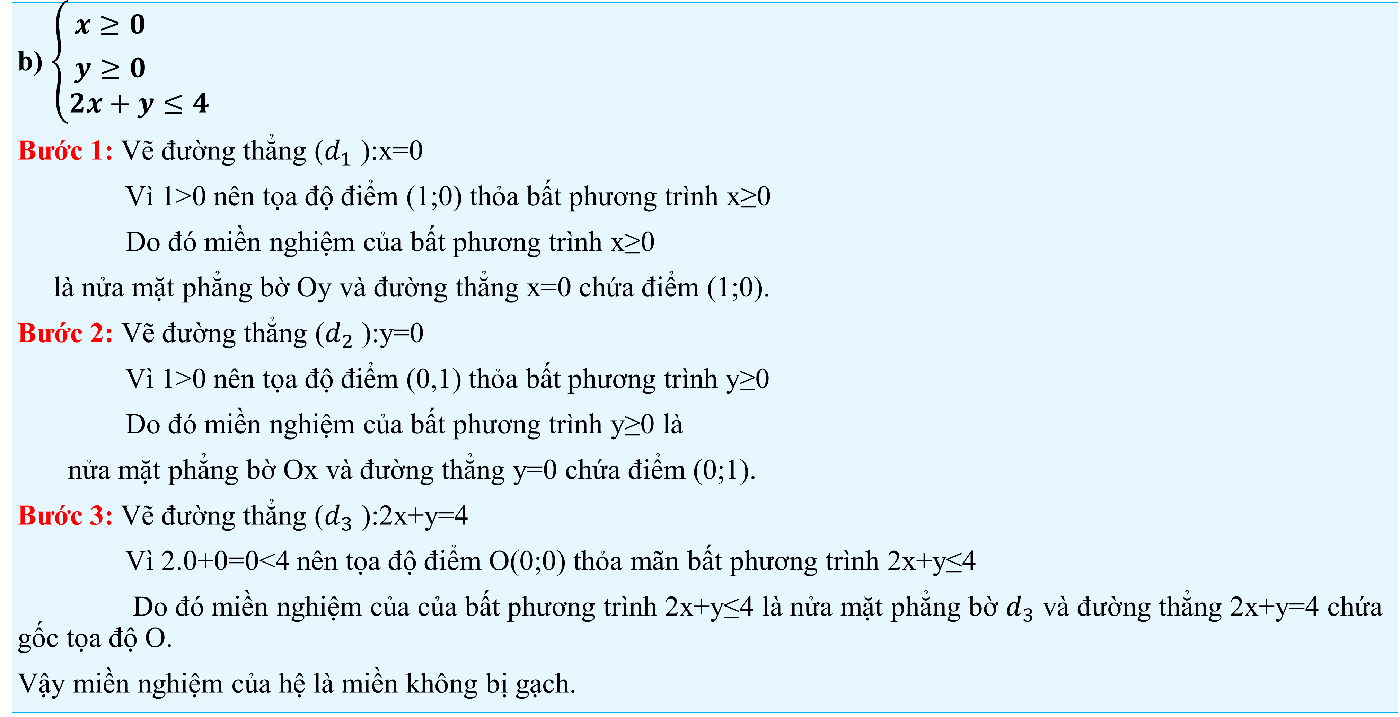 b) { x ≥ 0
y ≥ 0
2x + y ≤ 4
Bước 1: Vẽ đường thẳng (d₁ ):x=0
Vì 1>0 nên tọa độ điểm (1;0) thỏa bất phương trình x≥0
Do đó miền nghiệm của bất phương trình x≥0
là nửa mặt phẳng bờ Oy và đường thẳng x=0 chứa điểm (1;0).
Bước 2: Vẽ đường thẳng (d₂ ):y=0
Vì 1>0 nên tọa độ điểm (0,1) thỏa bất phương trình y≥0
Do đó miền nghiệm của bất phương trình y≥0 là
nửa mặt phẳng bờ Ox và đường thẳng y=0 chứa điểm (0;1).
Bước 3: Vẽ đường thẳng (d₃ ):2x+y=4
Vì 2.0+0=0<4 nên tọa độ điểm O(0;0) thỏa mãn bất phương trình 2x+y≤4
Do đó miền nghiệm của của bất phương trình 2x+y≤4 là nửa mặt phẳng bờ d₃ và đường thẳng 2x+y=4 chứa
gốc tọa độ O.
Vậy miền nghiệm của hệ là miền không bị gạch.